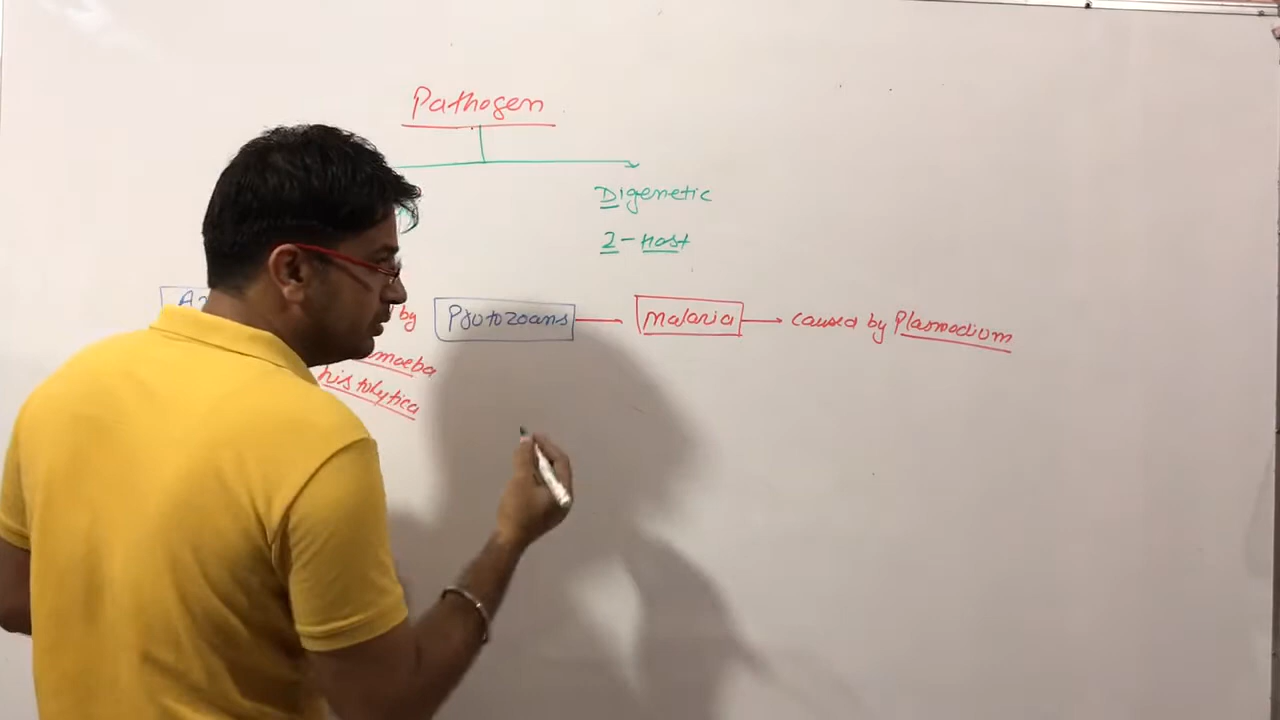 Pathogen
Digenetic
2-host
by Protozoans malaria caused by Plasmodium
moeba
histolytica